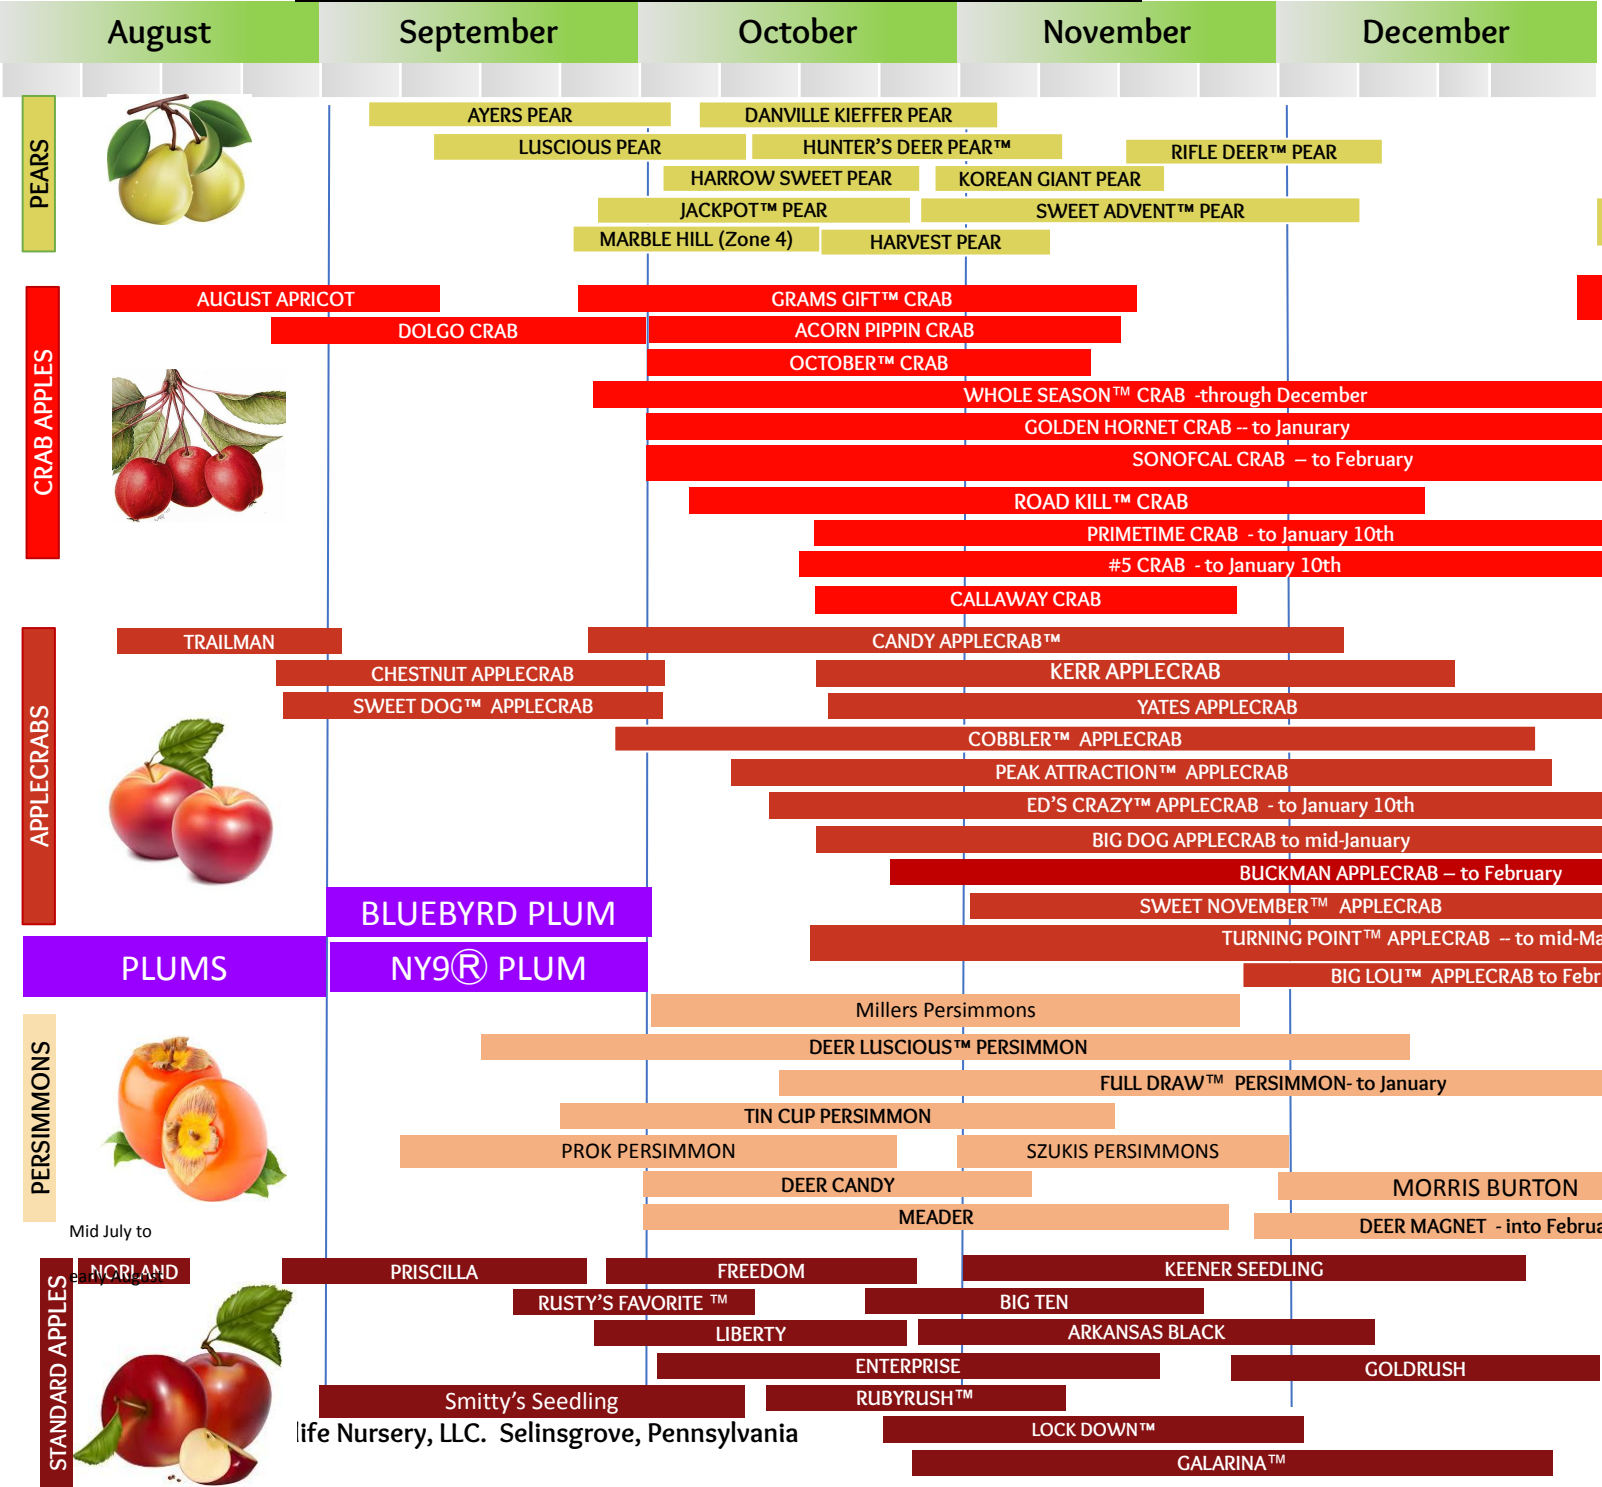 August September October November December
PEARS
AYERS PEAR DANVILLE KIEFFER PEAR
LUSCIOUS PEAR HUNTER'S DEER PEAR™ RIFLE DEER™ PEAR
HARROW SWEET PEAR KOREAN GIANT PEAR
JACKPOT™ PEAR SWEET ADVENT™ PEAR
MARBLE HILL (Zone 4) HARVEST PEAR
CRAB APPLES
AUGUST APRICOT GRAMS GIFT™ CRAB
DOLGO CRAB ACORN PIPPIN CRAB
OCTOBER™ CRAB
WHOLE SEASON™ CRAB -through December
GOLDEN HORNET CRAB -- to Janurary
SONOFCAL CRAB – to February
ROAD KILL™ CRAB
PRIMETIME CRAB - to January 10th
#5 CRAB - to January 10th
CALLAWAY CRAB
APPLECRABS
TRAILMAN CANDY APPLECRAB™
CHESTNUT APPLECRAB KERR APPLECRAB
SWEET DOG™ APPLECRAB YATES APPLECRAB
COBBLER™ APPLECRAB
PEAK ATTRACTION™ APPLECRAB
ED'S CRAZY™ APPLECRAB - to January 10th
BIG DOG APPLECRAB to mid-January
BUCKMAN APPLECRAB – to February
SWEET NOVEMBER™ APPLECRAB
TURNING POINT™ APPLECRAB -- to mid-Ma
BIG LOU™ APPLECRAB to Febr
BLUEBYRD PLUM
PLUMS NY9® PLUM
PERSIMMONS
Millers Persimmons
DEER LUSCIOUS™ PERSIMMON
FULL DRAW™ PERSIMMON- to January
TIN CUP PERSIMMON
PROK PERSIMMON SZUKIS PERSIMMONS
DEER CANDY MORRIS BURTON
MEADER DEER MAGNET - into Februa
Mid July to
early August
STANDARD APPLES
NORLAND PRISCILLA FREEDOM KEENER SEEDLING
RUSTY'S FAVORITE ™ BIG TEN
LIBERTY ARKANSAS BLACK
ENTERPRISE GOLDRUSH
Smitty's Seedling RUBYRUSH™
life Nursery, LLC. Selinsgrove, Pennsylvania LOCK DOWN™
GALARINA™